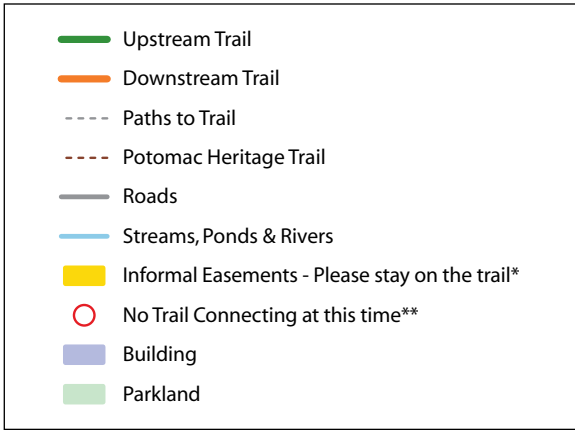 Upstream Trail
Downstream Trail
Paths to Trail
Potomac Heritage Trail
Roads
Streams, Ponds & Rivers
Informal Easements - Please stay on the trail*
No Trail Connecting at this time**
Building
Parkland